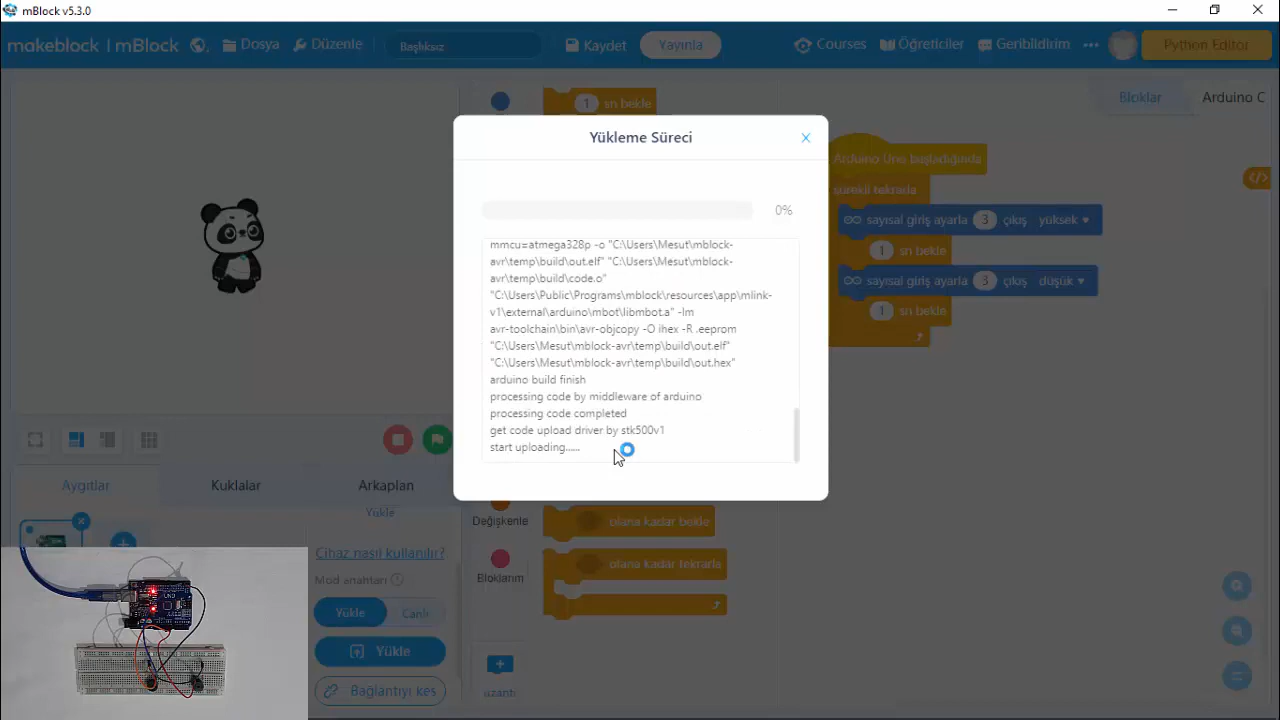 mBlock v5.3.0
makeblock | mBlock
Dosya
Düzenle
Başlıksız
Kaydet
Yayınla
Courses
Öğreticiler
Geribildirim
Python Editor
1 sn bekle
Bloklar
Arduino C
Yükleme Süreci
0%
mmcu=atmega328p -o "C:\Users\Mesut\mblock-
avr\temp\build\out.elf" "C:\Users\Mesut\mblock-
avr\temp\build\code.o"
"C:\Users\Public\Programs\mblock\resources\app\mlink-
v1\external\arduino\mbot\libmbot.a" -lm
avr-toolchain\bin\avr-objcopy -O ihex -R .eeprom
"C:\Users\Mesut\mblock-avr\temp\build\out.elf"
"C:\Users\Mesut\mblock-avr\temp\build\out.hex"
arduino build finish
processing code by middleware of arduino
processing code completed
get code upload driver by stk500v1
start uploading......
Arduino Uno başladığında
sürekli tekrarla
sayısal giriş ayarla 3 çıkış yüksek
1 sn bekle
sayısal giriş ayarla 3 çıkış düşük
1 sn bekle
Aygıtlar
Kuklalar
Arkaplan
Yükle
Cihaz nasıl kullanılır?
Mod anahtarı
Yükle
Canlı
Yükle
Bağlantıyı kes
Değişkenle
Bloklarım
uzantı
olana kadar bekle
olana kadar tekrarla
UNO